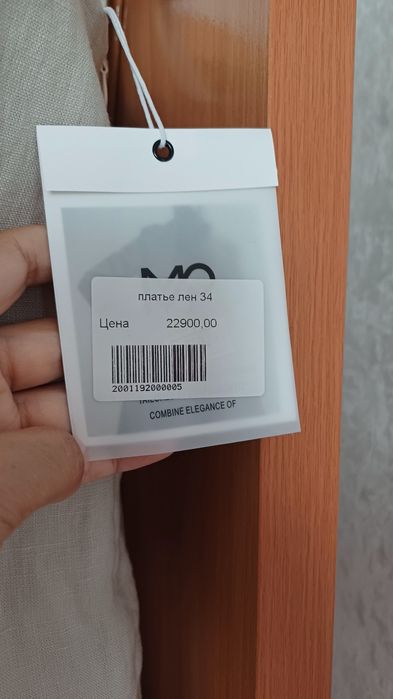 платье лен 34
Цена 22900,00
2001192000005
COMBINE ELEGANCE OF